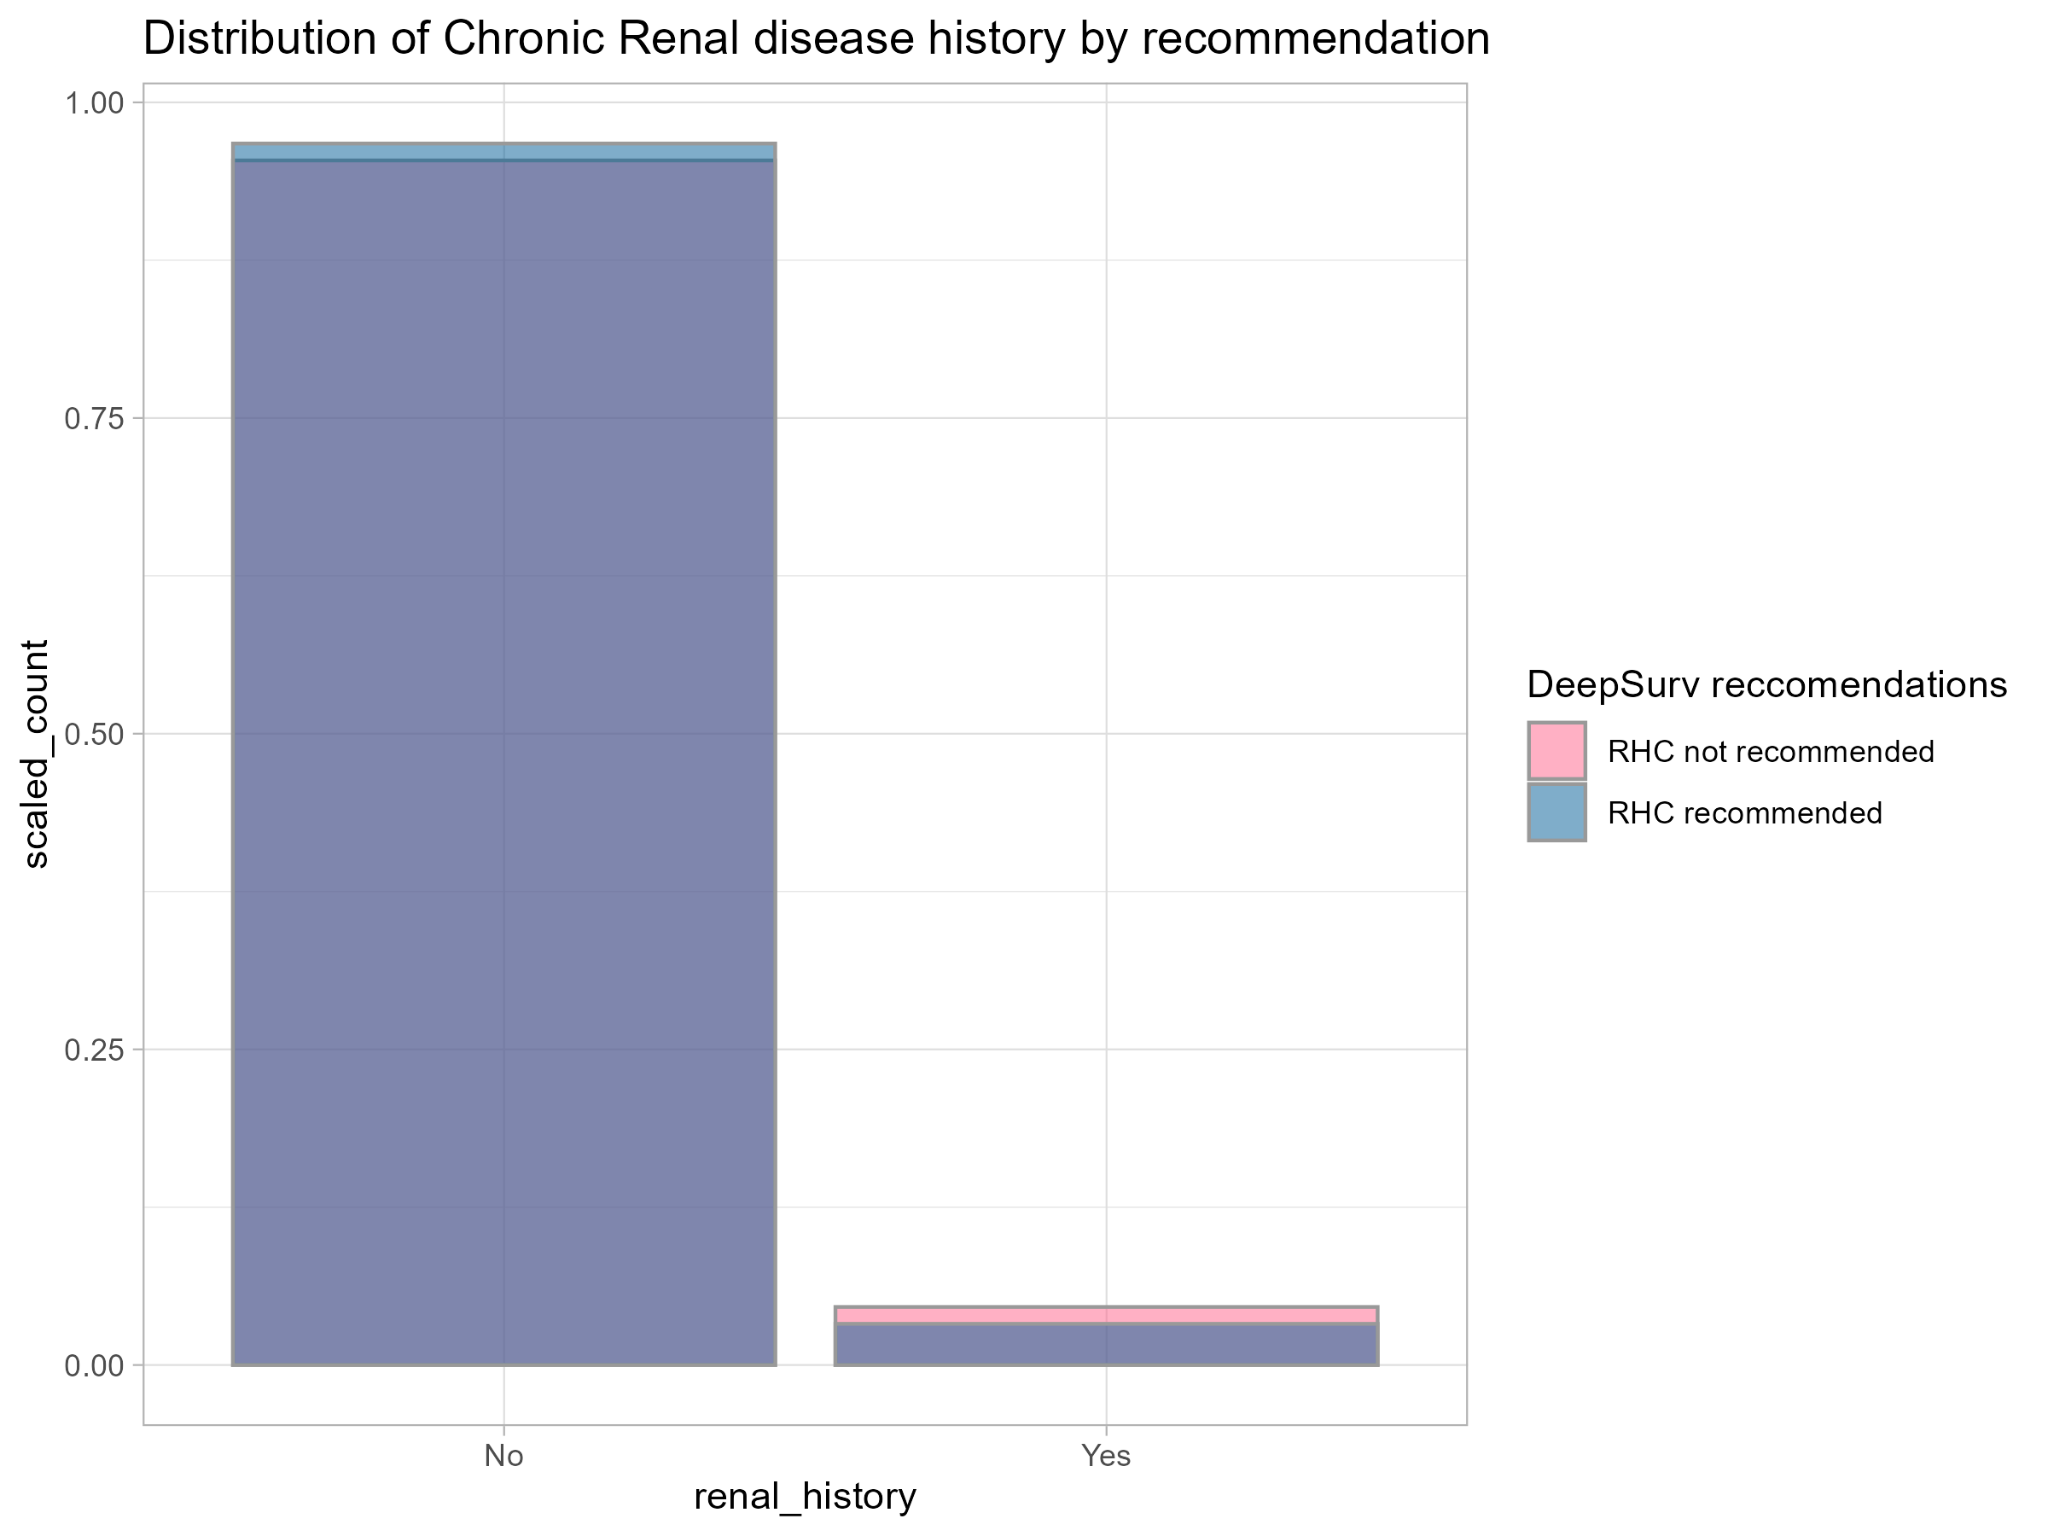 Distribution of Chronic Renal disease history by recommendation
1.00
0.75
0.50
0.25
0.00
scaled_count
No
Yes
renal_history
DeepSurv reccomendations
RHC not recommended
RHC recommended